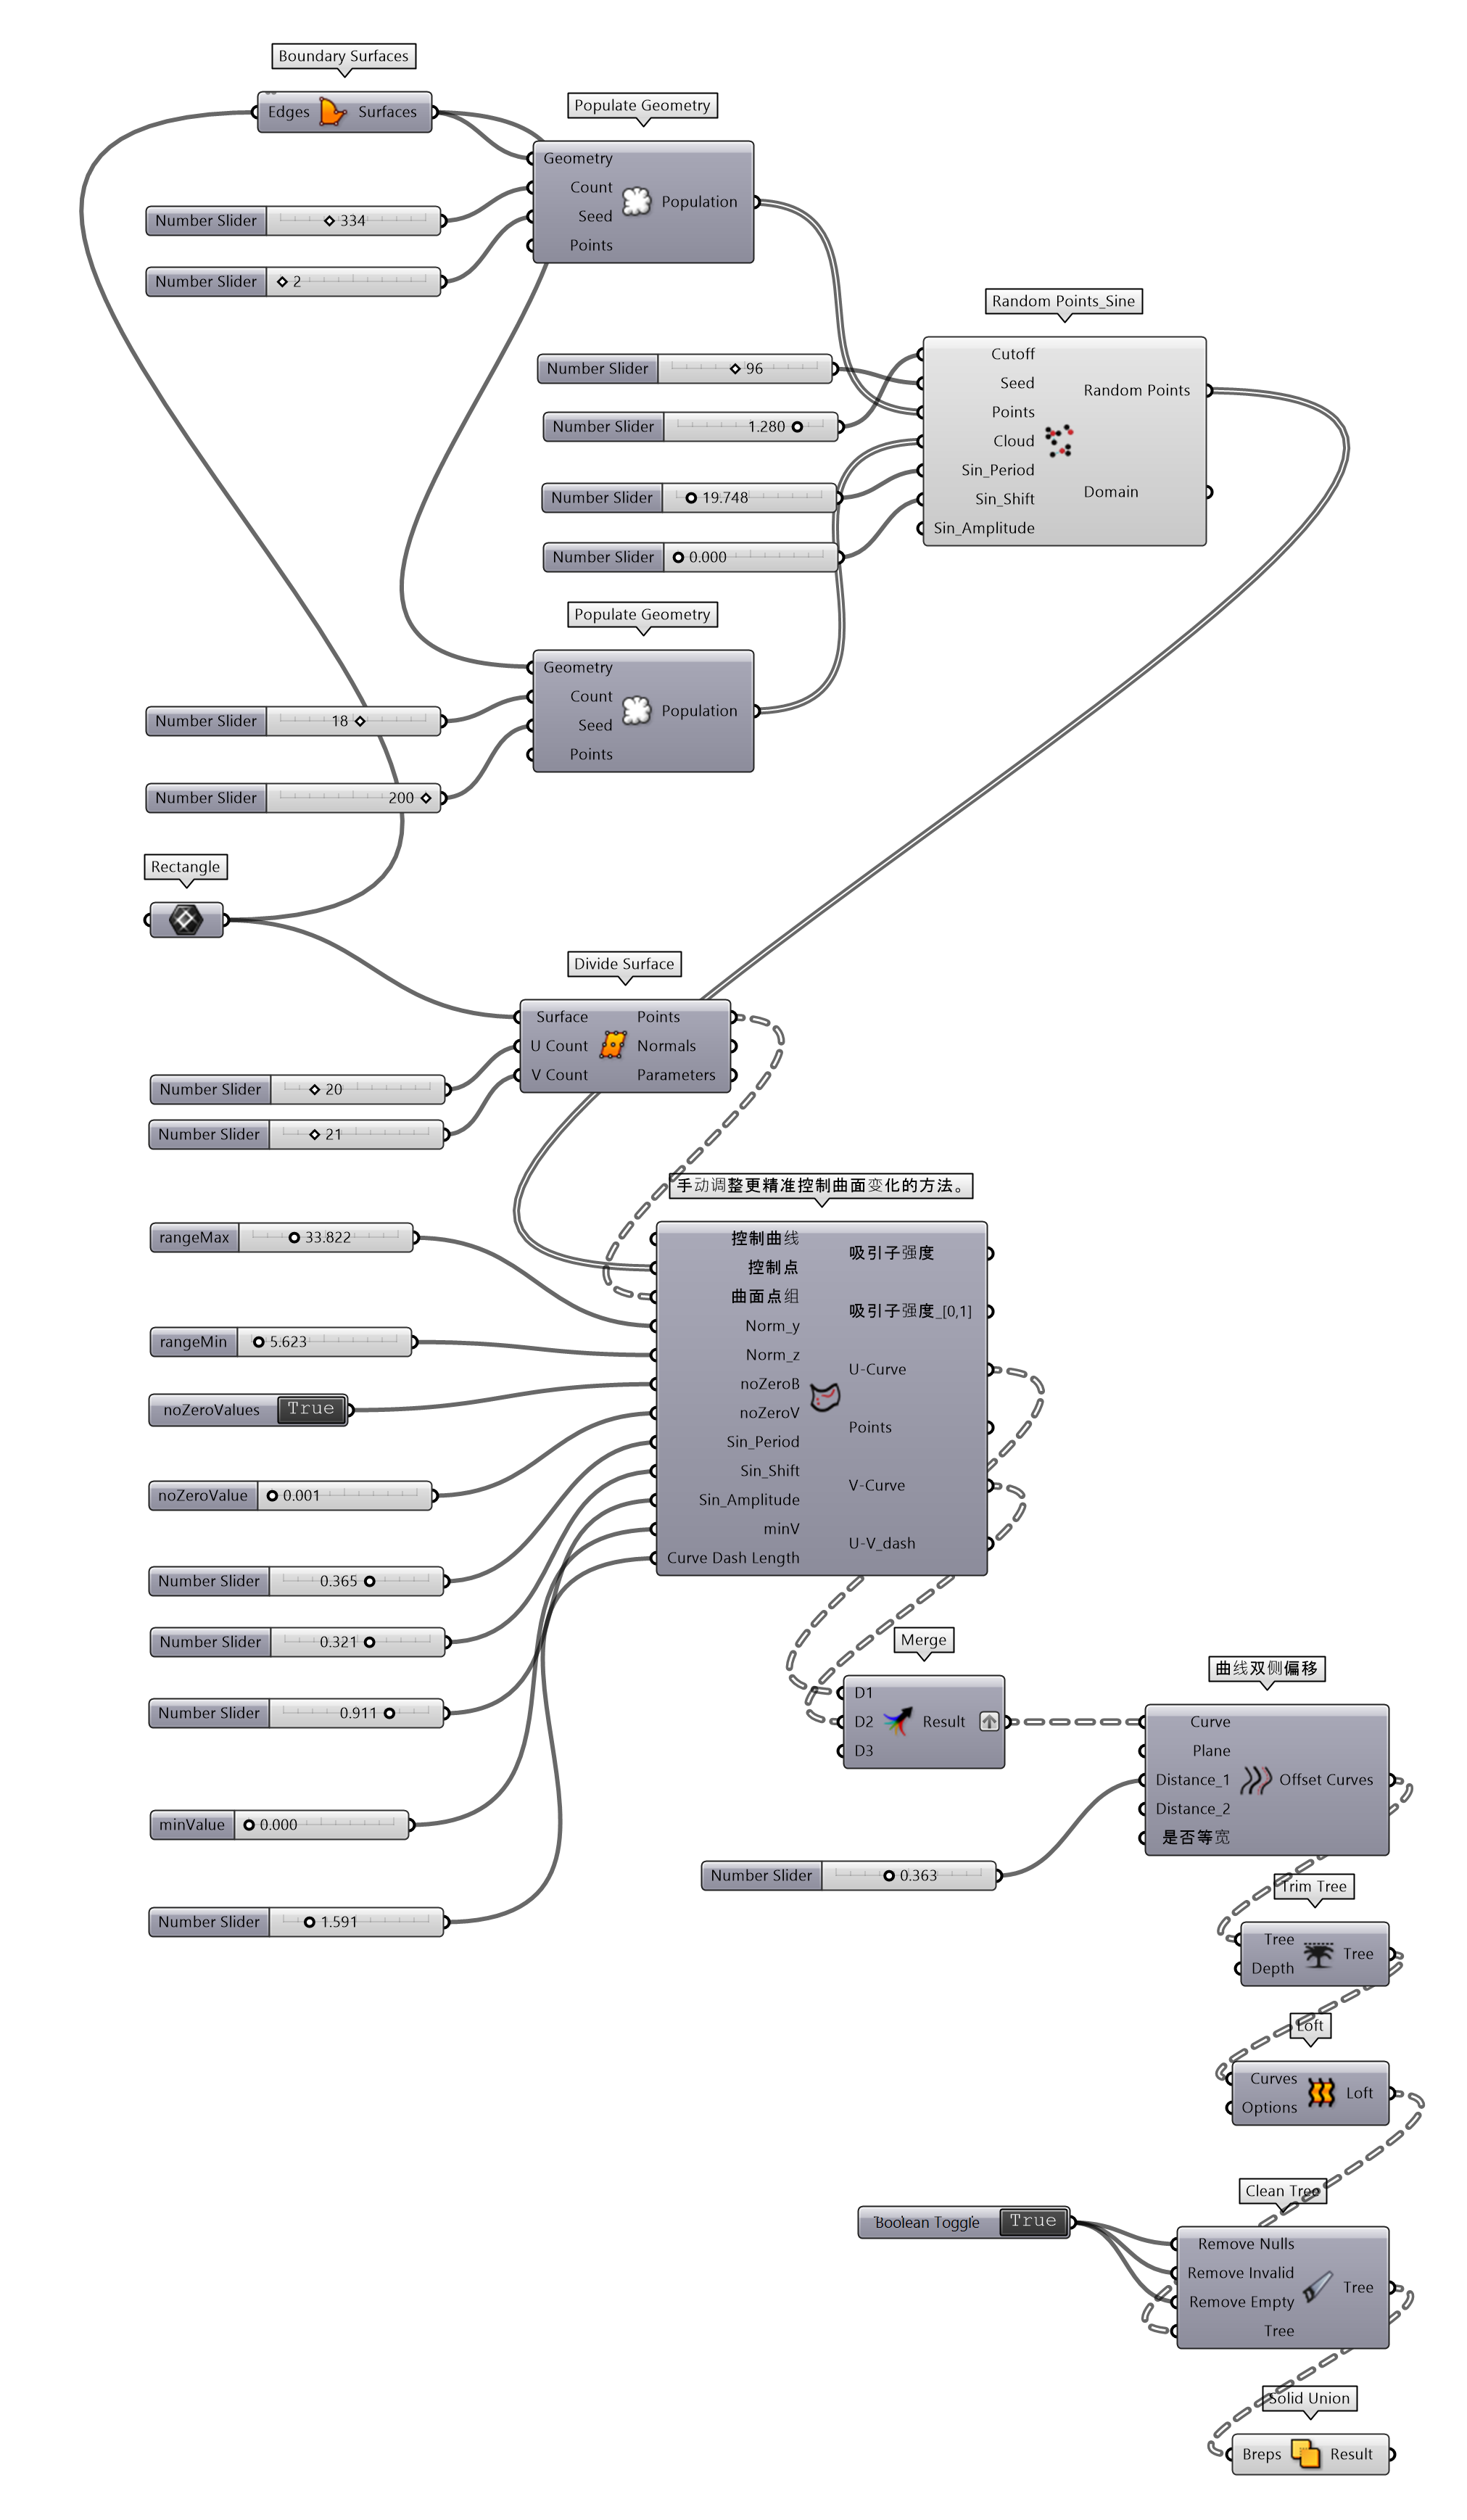 Boundary Surfaces
Edges Surfaces
Populate Geometry
Geometry
Count
Seed
Points
Population
Number Slider 334
Number Slider 2
Random Points_Sine
Cutoff
Seed
Points
Cloud
Sin_Period
Sin_Shift
Sin_Amplitude
Random Points
Domain
Number Slider 96
Number Slider 1.280
Number Slider 19.748
Number Slider 0.000
Populate Geometry
Geometry
Count
Seed
Points
Population
Number Slider 18
Number Slider 200
Rectangle
Divide Surface
Surface
U Count
V Count
Points
Normals
Parameters
Number Slider 20
Number Slider 21
手动调整更精准控制曲面变化的方法。
控制曲线
控制点
曲面点组
Norm_y
Norm_z
noZeroB
noZeroV
Sin_Period
Sin_Shift
Sin_Amplitude
minV
Curve Dash Length
吸引子强度
吸引子强度_[0,1]
U-Curve
Points
V-Curve
U-V_dash
rangeMax 33.822
rangeMin 5.623
noZeroValues True
noZeroValue 0.001
Number Slider 0.365
Number Slider 0.321
Number Slider 0.911
minValue 0.000
Number Slider 1.591
Merge
D1
D2
D3
Result
曲线双侧偏移
Curve
Plane
Distance_1
Distance_2
是否等宽
Offset Curves
Number Slider 0.363
Trim Tree
Tree
Depth
Tree
Loft
Curves
Options
Loft
Clean Tree
Boolean Toggle True
Remove Nulls
Remove Invalid
Remove Empty
Tree
Tree
Solid Union
Breps Result